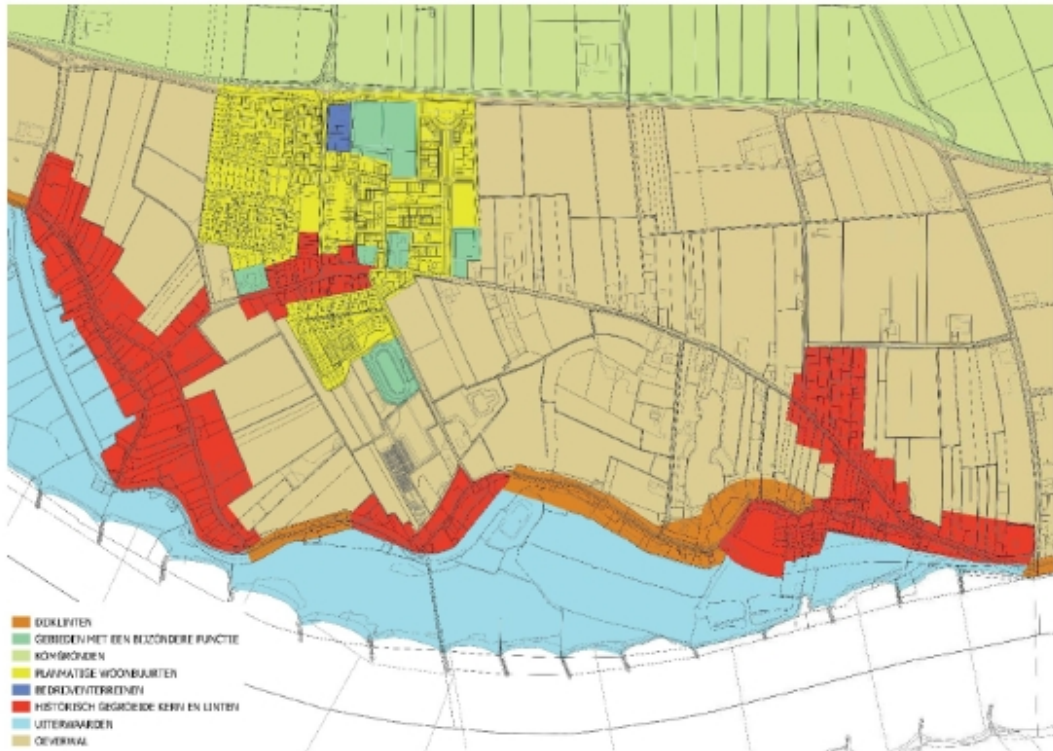 DIJKLINTEN
GEBIEDEN MET EEN BIJZONDERE FUNCTIE
KOMGRONDEN
PLANMATIGE WOONBUURTEN
BEDRIJVENTERREINEN
HISTORISCH GEGROEIDE KERN EN LINTEN
UITERWAARDEN
OEVERWAL